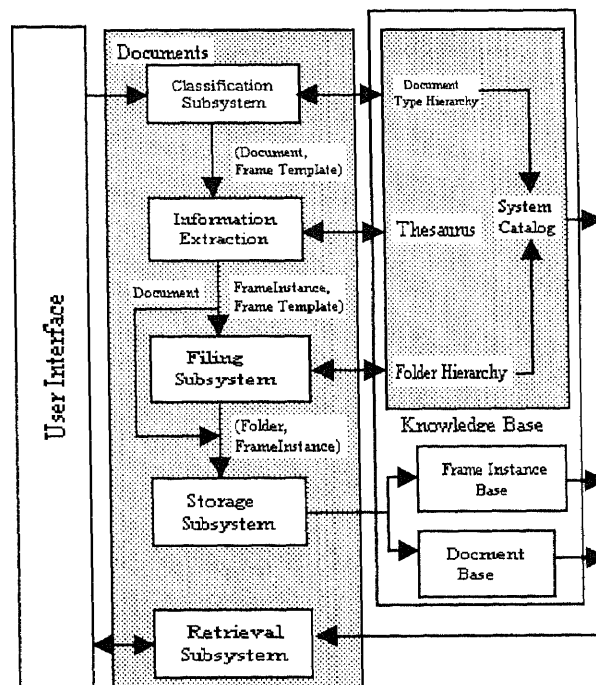 User Interface
Documents
Classification
Subsystem
(Document,
Frame Template)
Information
Extraction
Document
FrameInstance,
Frame Template)
Filing
Subsystem
(Folder,
FrameInstance)
Storage
Subsystem
Retrieval
Subsystem
Document
Type Hierarchy
System
Catalog
Thesaurus
Folder Hierarchy
Knowledge Base
Frame Instance
Base
Docment
Base